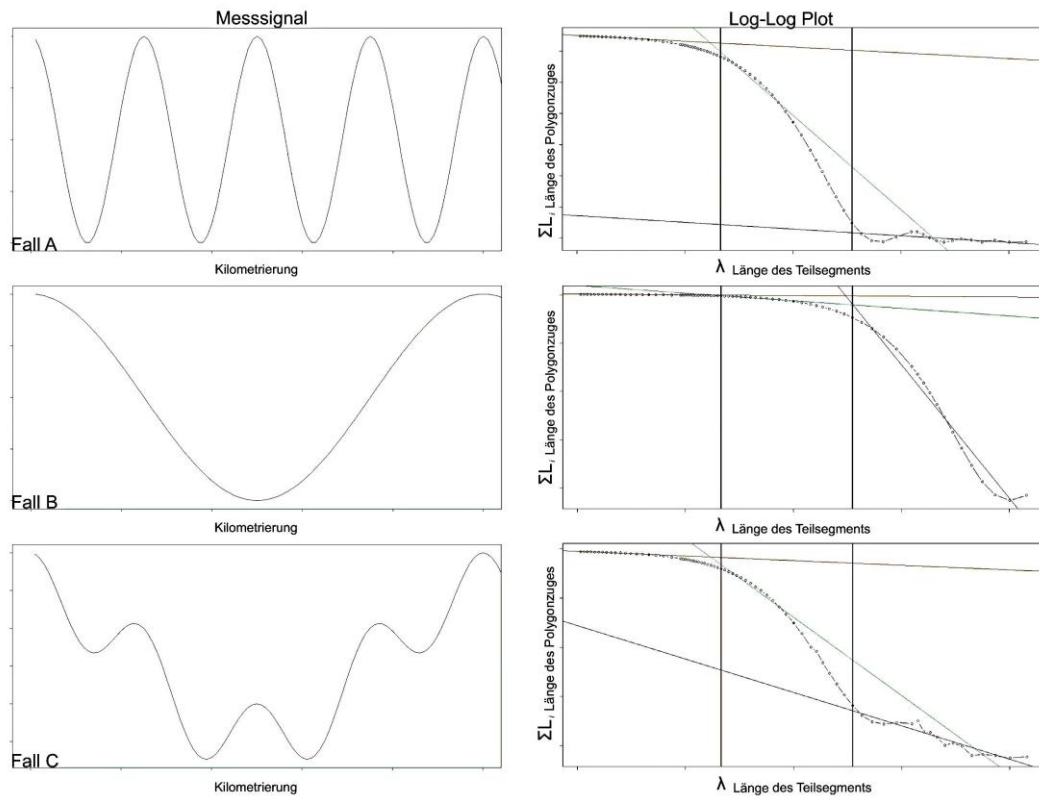 Messsignal
Log-Log Plot
ΣLᵢ Länge des Polygonzuges
Fall A
Kilometrierung
λ Länge des Teilsegments
ΣLᵢ Länge des Polygonzuges
Fall B
Kilometrierung
λ Länge des Teilsegments
ΣLᵢ Länge des Polygonzuges
Fall C
Kilometrierung
λ Länge des Teilsegments